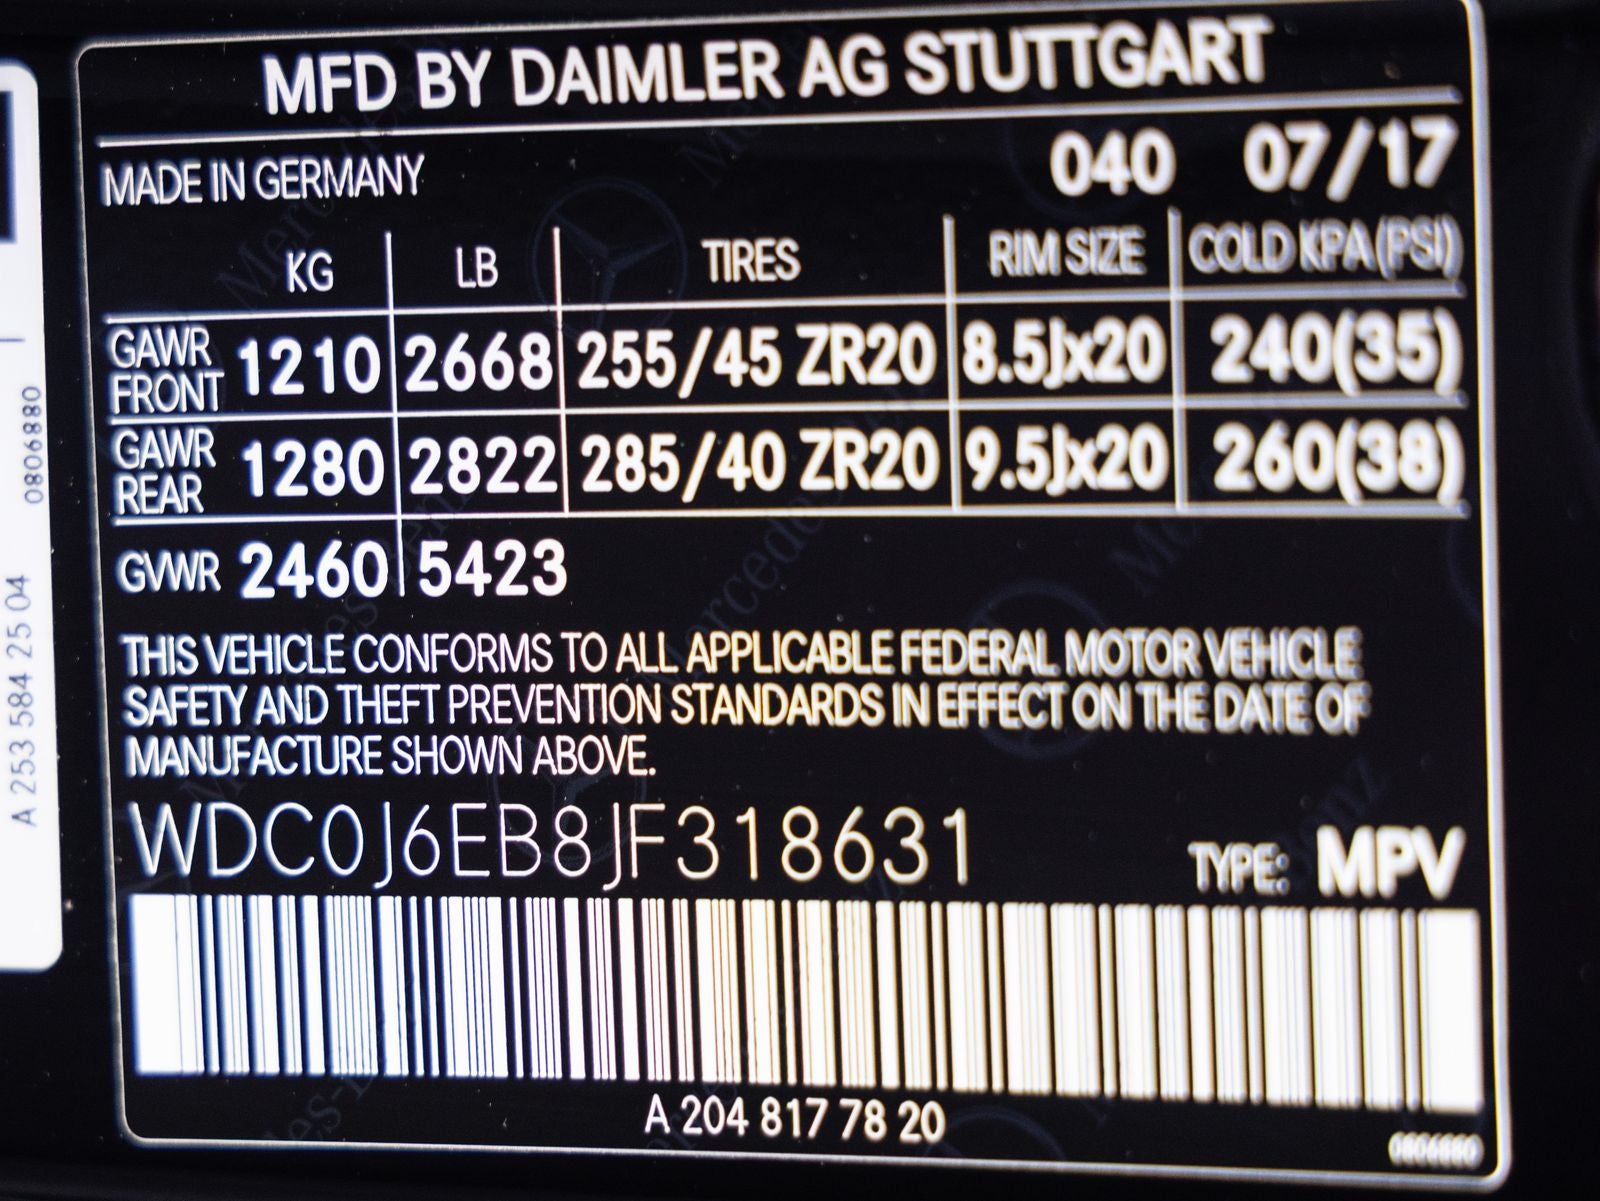 MFD BY DAIMLER AG STUTTGART
MADE IN GERMANY 040 07/17
KG LB TIRES RIM SIZE COLD KPA (PSI)
GAWR FRONT 1210 2668 255/45 ZR20 8.5Jx20 240(35)
GAWR REAR 1280 2822 285/40 ZR20 9.5Jx20 260(38)
GVWR 2460 5423
THIS VEHICLE CONFORMS TO ALL APPLICABLE FEDERAL MOTOR VEHICLE
SAFETY AND THEFT PREVENTION STANDARDS IN EFFECT ON THE DATE OF
MANUFACTURE SHOWN ABOVE.
WDC0J6EB8JF318631 TYPE: MPV
A 204 817 78 20
0806880
A 253 584 25 04 0806880